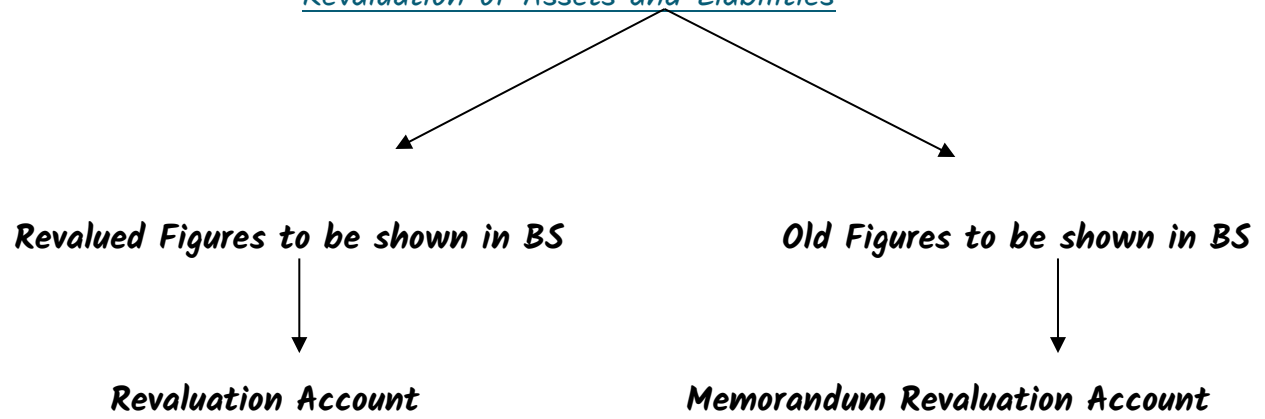 Revaluation of Assets and Liabilities
Revalued Figures to be shown in BS
Old Figures to be shown in BS
Revaluation Account
Memorandum Revaluation Account